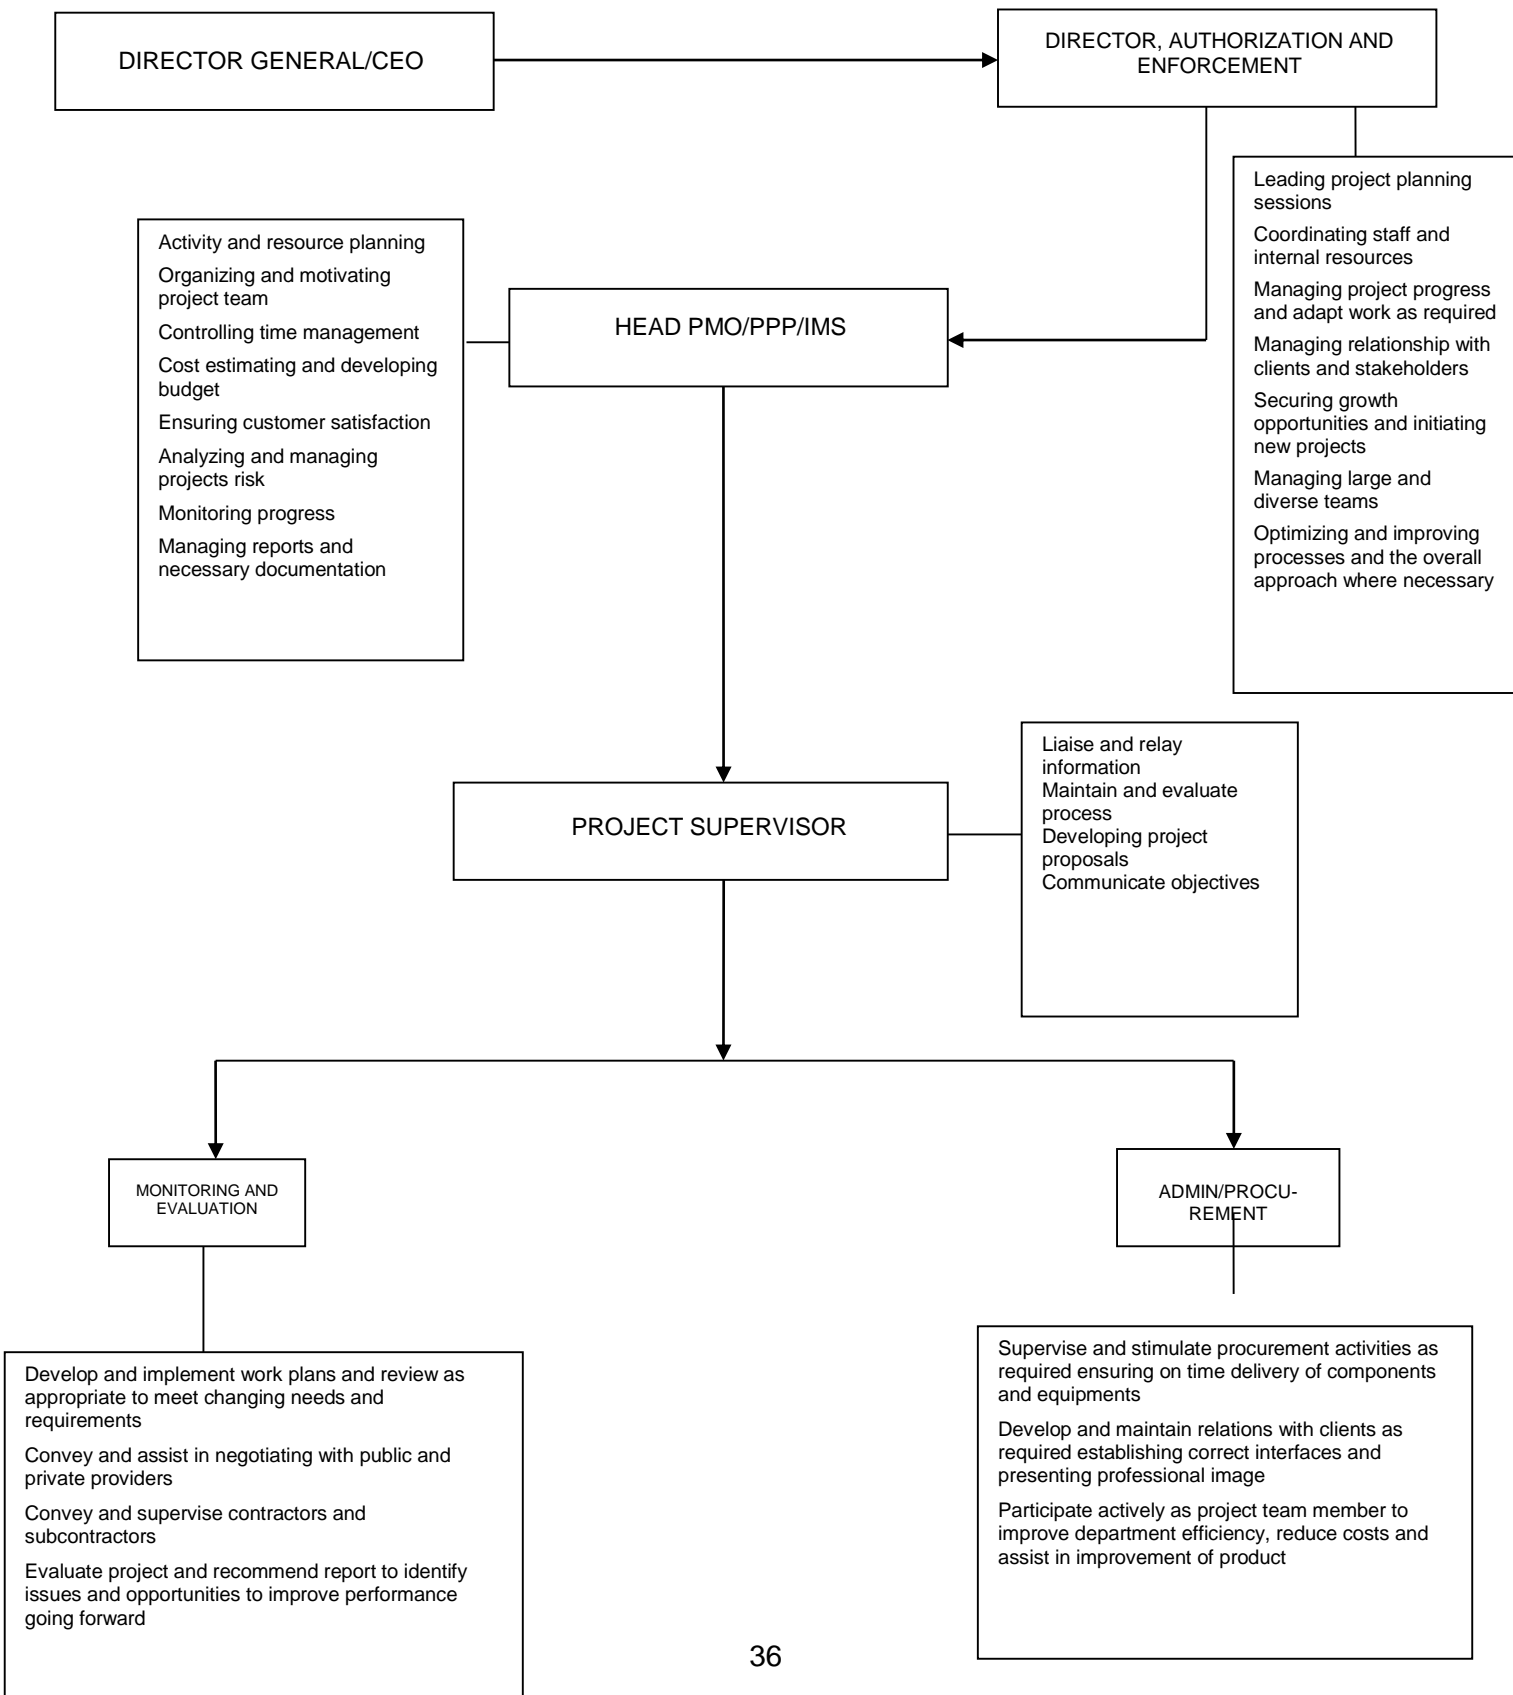 DIRECTOR GENERAL/CEO
DIRECTOR, AUTHORIZATION AND
ENFORCEMENT
Leading project planning
sessions
Coordinating staff and
internal resources
Managing project progress
and adapt work as required
Managing relationship with
clients and stakeholders
Securing growth
opportunities and initiating
new projects
Managing large and
diverse teams
Optimizing and improving
processes and the overall
approach where necessary
Activity and resource planning
Organizing and motivating
project team
Controlling time management
Cost estimating and developing
budget
Ensuring customer satisfaction
Analyzing and managing
projects risk
Monitoring progress
Managing reports and
necessary documentation
HEAD PMO/PPP/IMS
PROJECT SUPERVISOR
Liaise and relay
information
Maintain and evaluate
process
Developing project
proposals
Communicate objectives
MONITORING AND
EVALUATION
ADMIN/PROCU-
REMENT
Develop and implement work plans and review as
appropriate to meet changing needs and
requirements
Convey and assist in negotiating with public and
private providers
Convey and supervise contractors and
subcontractors
Evaluate project and recommend report to identify
issues and opportunities to improve performance
going forward
Supervise and stimulate procurement activities as
required ensuring on time delivery of components
and equipments
Develop and maintain relations with clients as
required establishing correct interfaces and
presenting professional image
Participate actively as project team member to
improve department efficiency, reduce costs and
assist in improvement of product
36